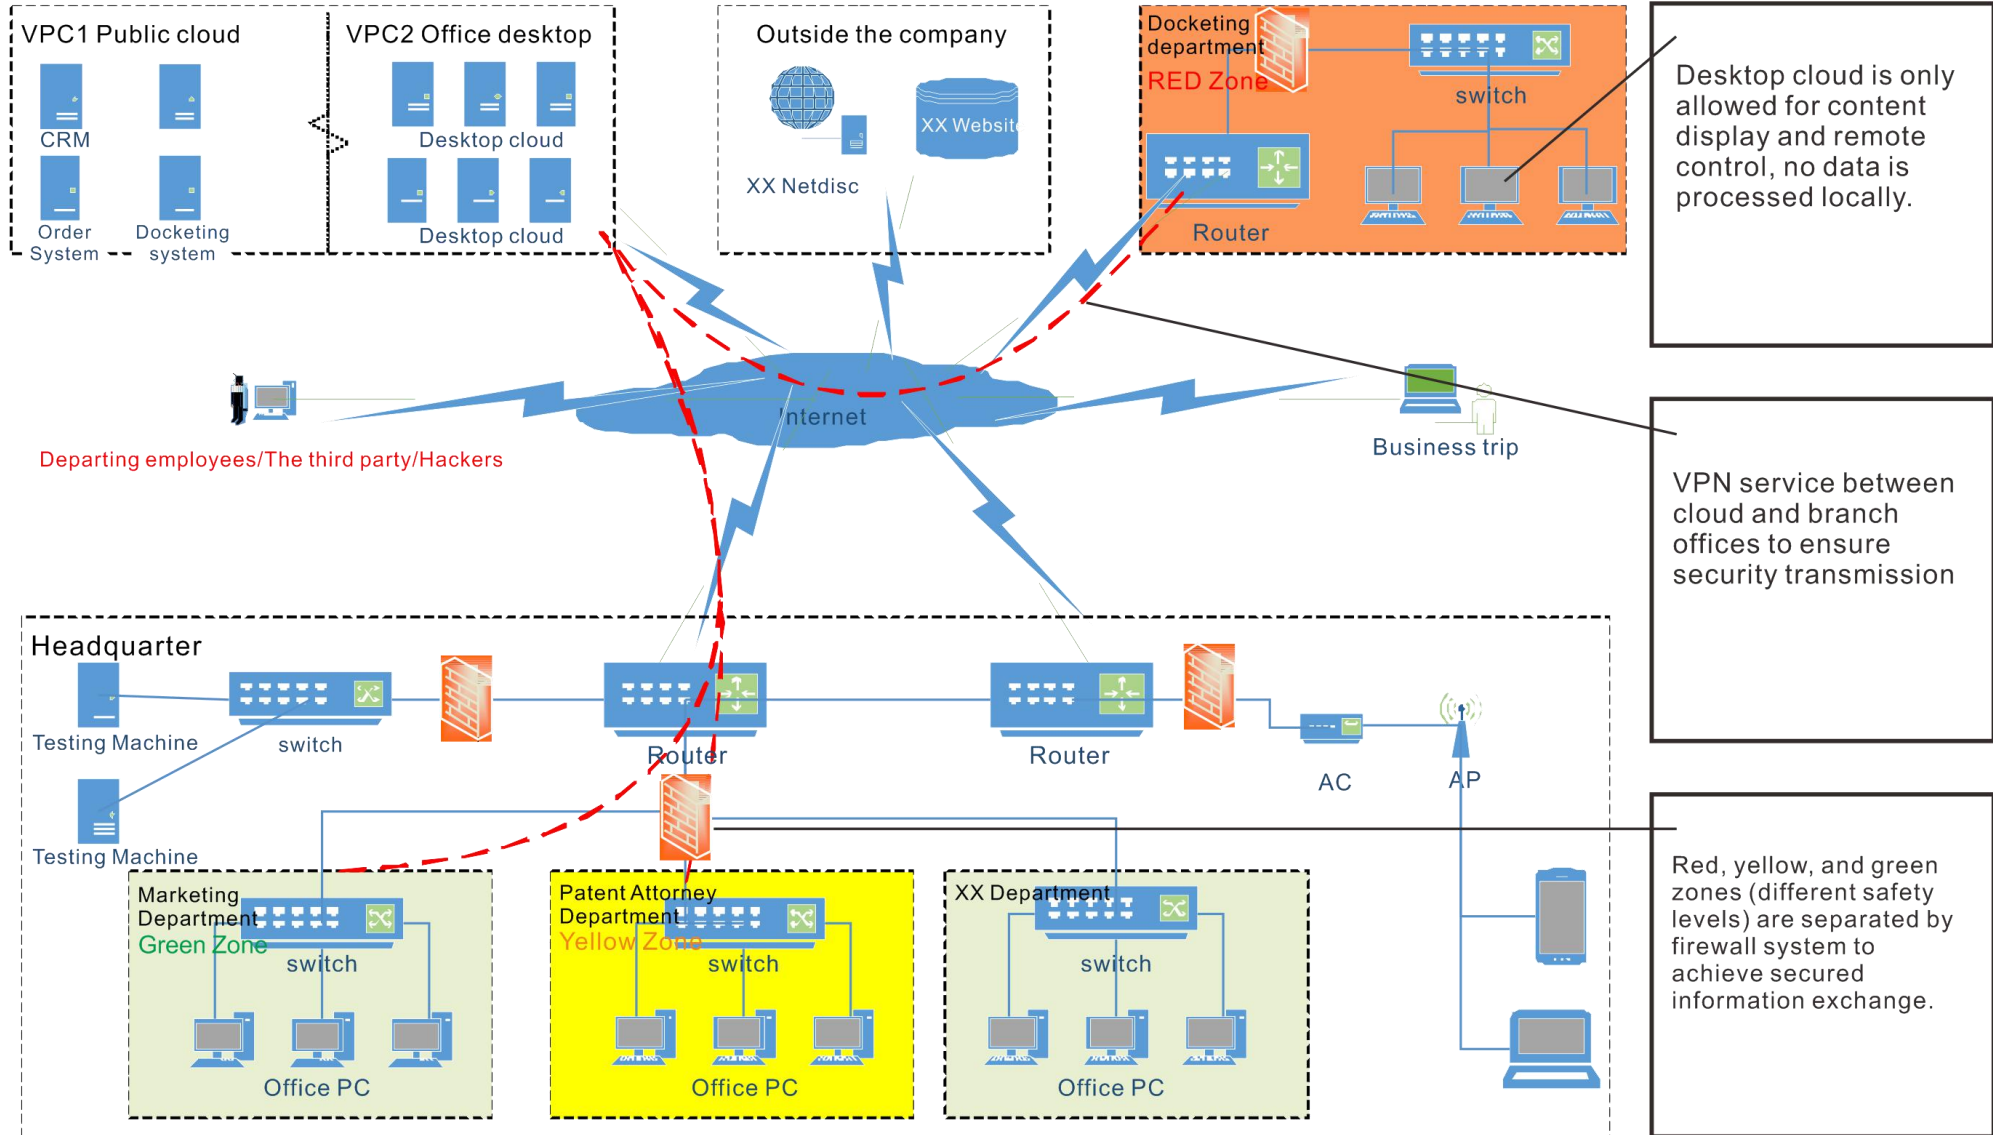 VPC1 Public cloud
VPC2 Office desktop
CRM
Order
System
Docketing
system
Desktop cloud
Desktop cloud
Outside the company
XX Netdisc
XX Website
Docketing
department
RED Zone
switch
Router
Desktop cloud is only
allowed for content
display and remote
control, no data is
processed locally.
Internet
Departing employees/The third party/Hackers
Business trip
VPN service between
cloud and branch
offices to ensure
security transmission
Headquarter
Testing Machine
switch
Router
Router
AC
AP
Testing Machine
Marketing
Department
Green Zone
switch
Office PC
Patent Attorney
Department
Yellow Zone
switch
Office PC
XX Department
switch
Office PC
Red, yellow, and green
zones (different safety
levels) are separated by
firewall system to
achieve secured
information exchange.